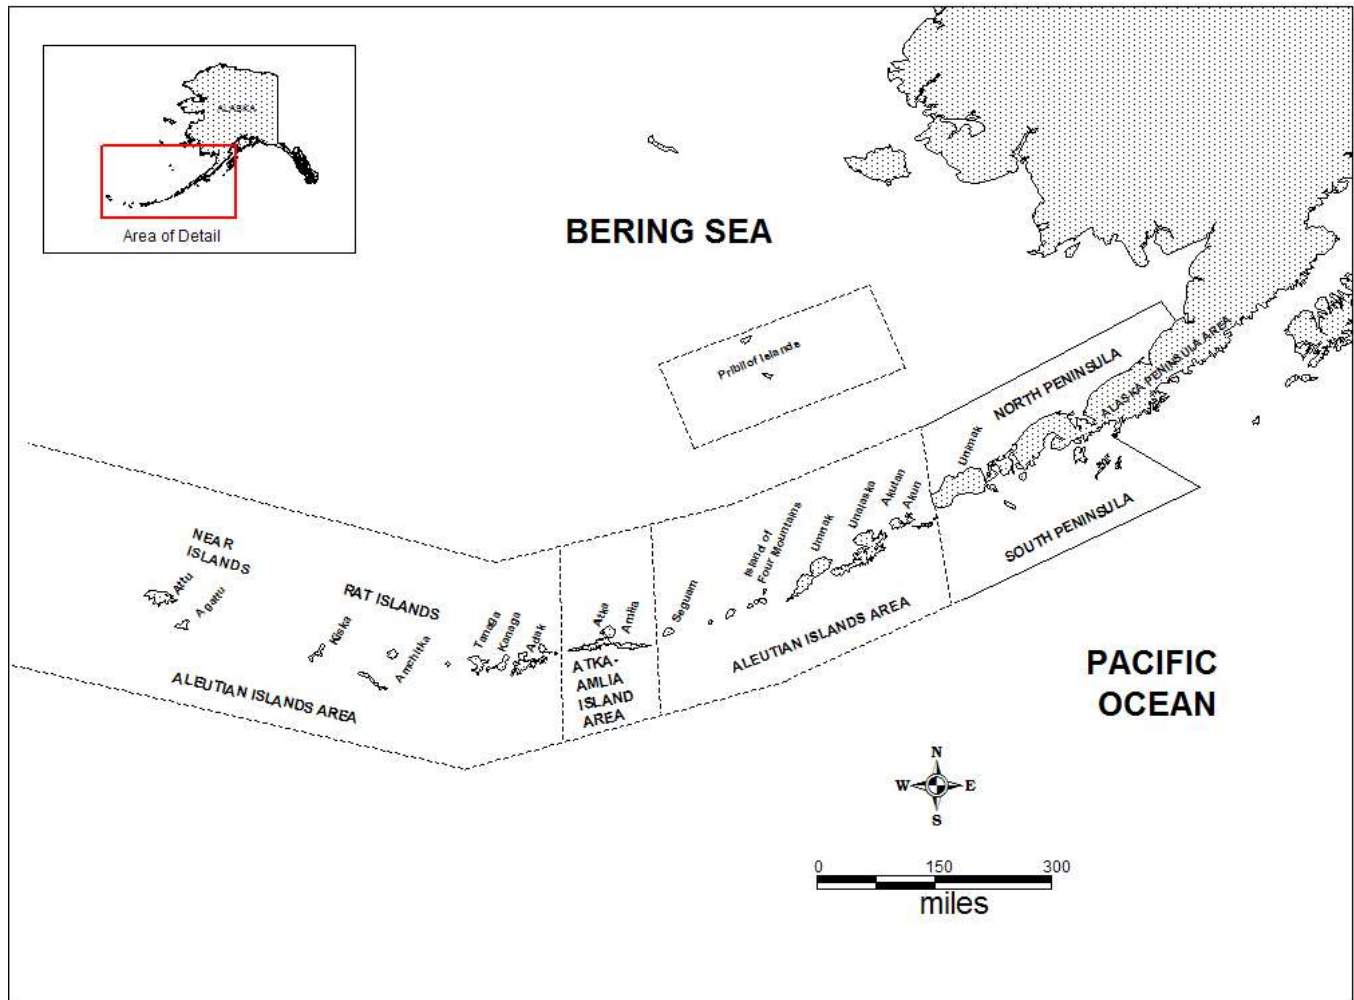 ALASKA
Area of Detail
BERING SEA
Pribilof Islands
NORTH PENINSULA
ALASKA PENINSULA AREA
Unimak
SOUTH PENINSULA
Akun
Akutan
Unalaska
Umnak
Island of
Four Mountains
Seguam
ALEUTIAN ISLANDS AREA
Atka
Amlia
ATKA-
AMLIA
ISLAND
AREA
NEAR
ISLANDS
Attu
Agattu
RAT ISLANDS
Kiska
Amchitka
Tanaga
Kanaga
Adak
ALEUTIAN ISLANDS AREA
PACIFIC
OCEAN
N
W
E
S
0 150 300
miles